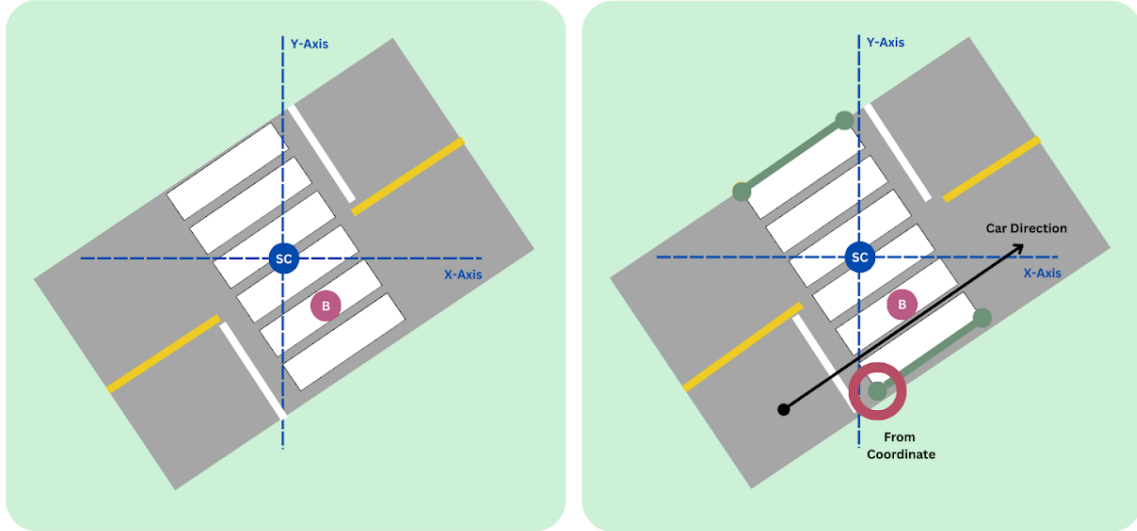 Y-Axis
SC
X-Axis
B
Y-Axis
Car Direction
SC
X-Axis
B
From
Coordinate